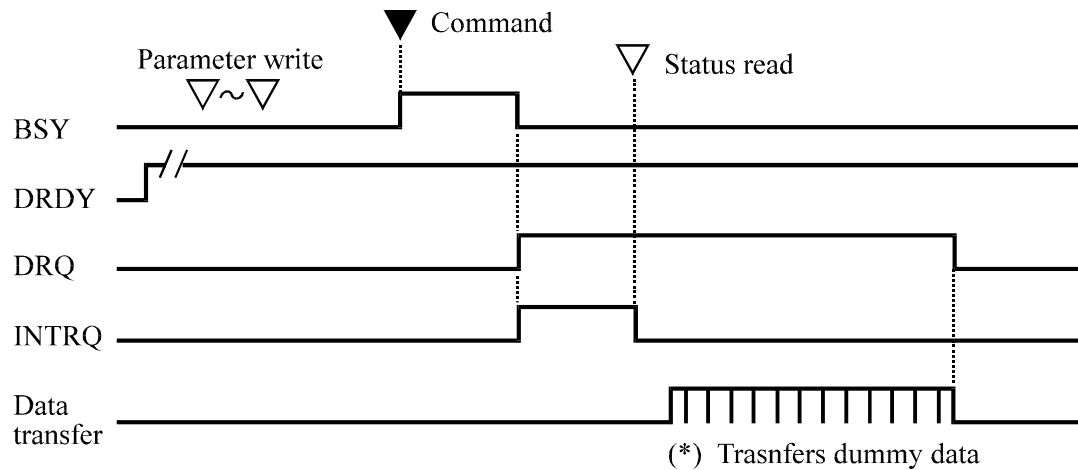 Command
Parameter write
Status read
BSY
DRDY
DRQ
INTRQ
Data
transfer
(*) Trasnfers dummy data